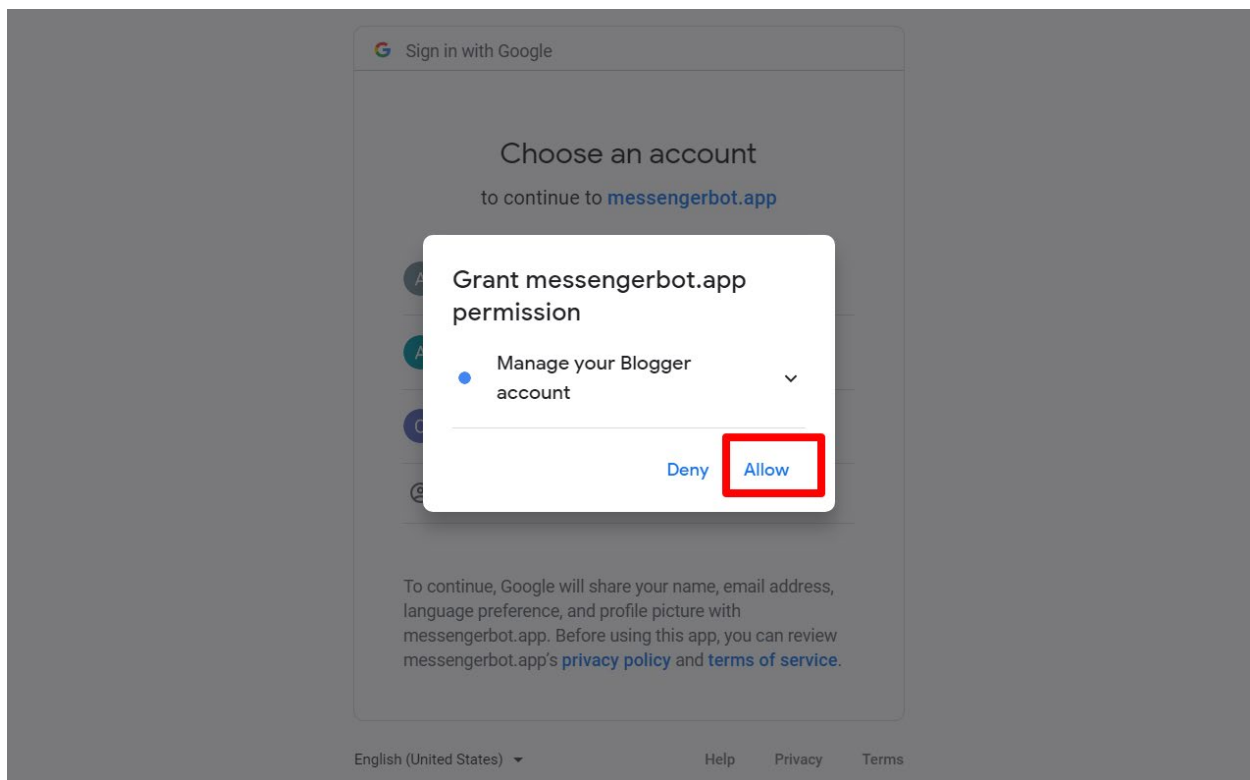 Sign in with Google
Choose an account
to continue to messengerbot.app
Grant messengerbot.app
permission
Manage your Blogger
account
Deny Allow
To continue, Google will share your name, email address,
language preference, and profile picture with
messengerbot.app. Before using this app, you can review
messengerbot.app's privacy policy and terms of service.
English (United States) Help Privacy Terms